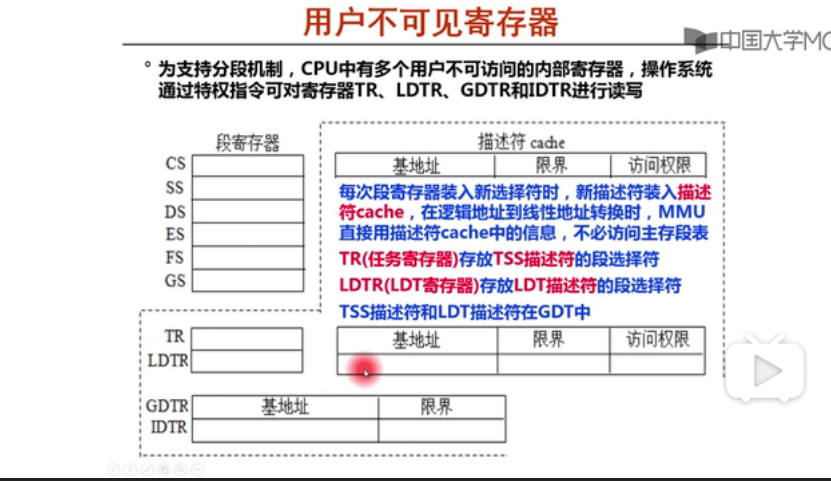 用户不可见寄存器
中国大学MO
° 为支持分段机制，CPU中有多个用户不可访问的内部寄存器，操作系统
通过特权指令可对寄存器TR、LDTR、GDTR和IDTR进行读写
段寄存器
描述符 cache
基地址 限界 访问权限
CS
SS
DS
ES
FS
GS
每次段寄存器装入新选择符时，新描述符装入描述
符cache，在逻辑地址到线性地址转换时，MMU
直接用描述符cache中的信息，不必访问主存段表
TR(任务寄存器)存放TSS描述符的段选择符
LDTR(LDT寄存器)存放LDT描述符的段选择符
TSS描述符和LDT描述符在GDT中
TR
LDTR
基地址 限界 访问权限
GDTR 基地址 限界
IDTR